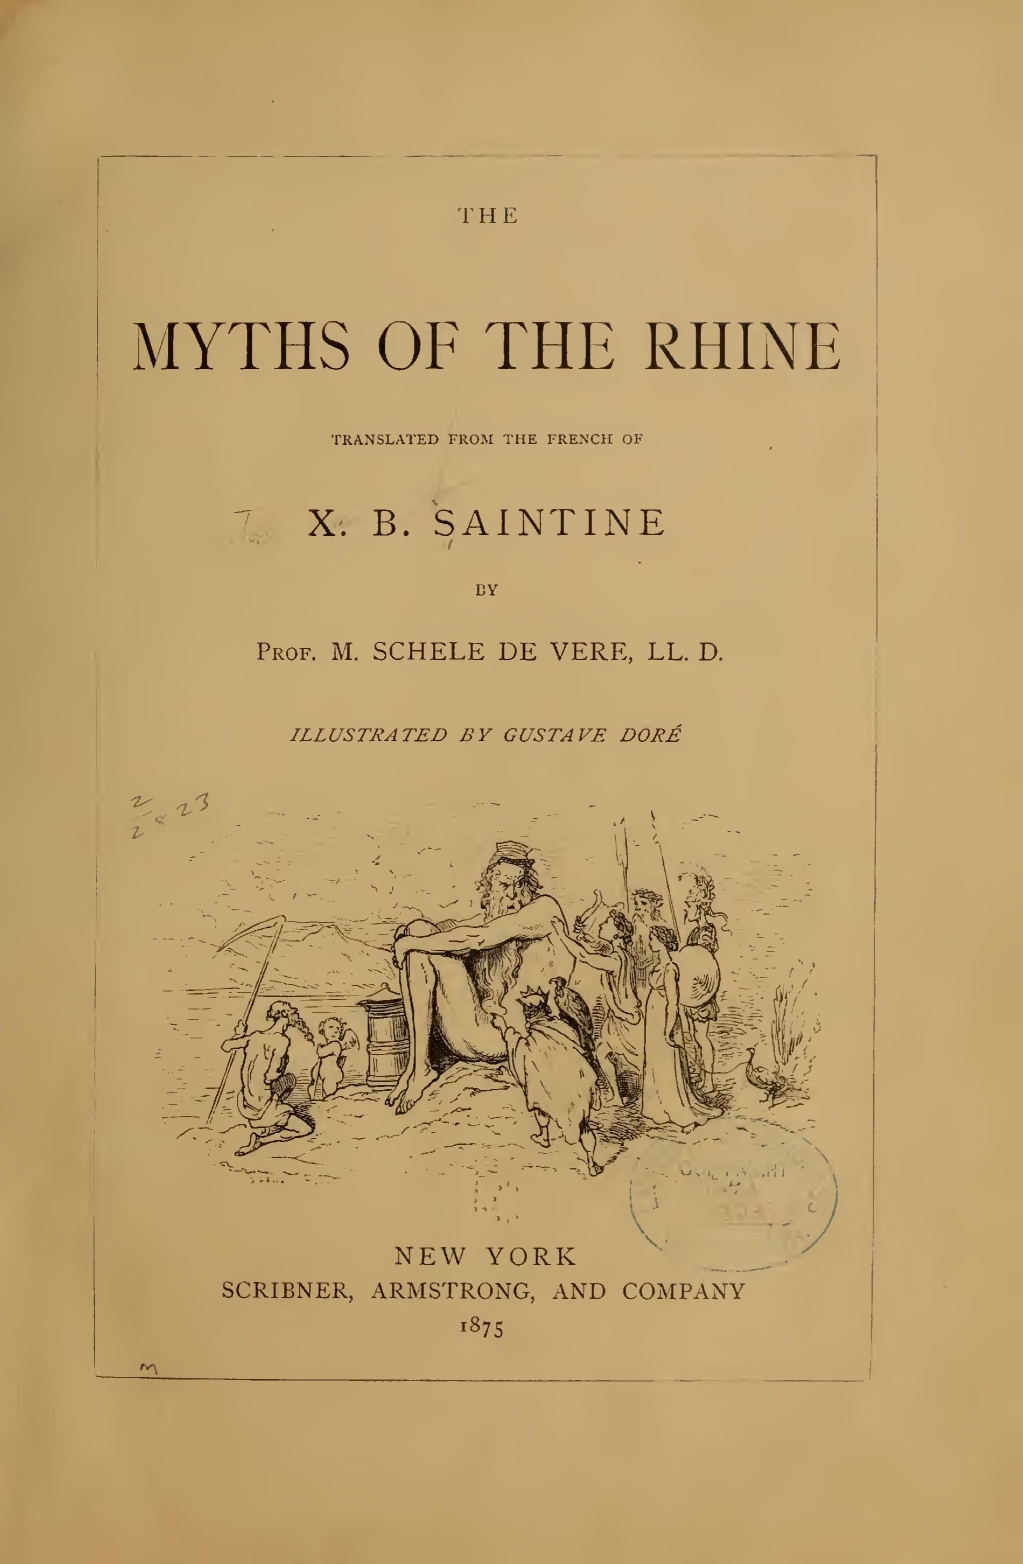 THE
MYTHS OF THE RHINE
TRANSLATED FROM THE FRENCH OF
X. B. SAINTINE
BY
PROF. M. SCHELE DE VERE, LL. D.
ILLUSTRATED BY GUSTAVE DORÉ
NEW YORK
SCRIBNER, ARMSTRONG, AND COMPANY
1875
M